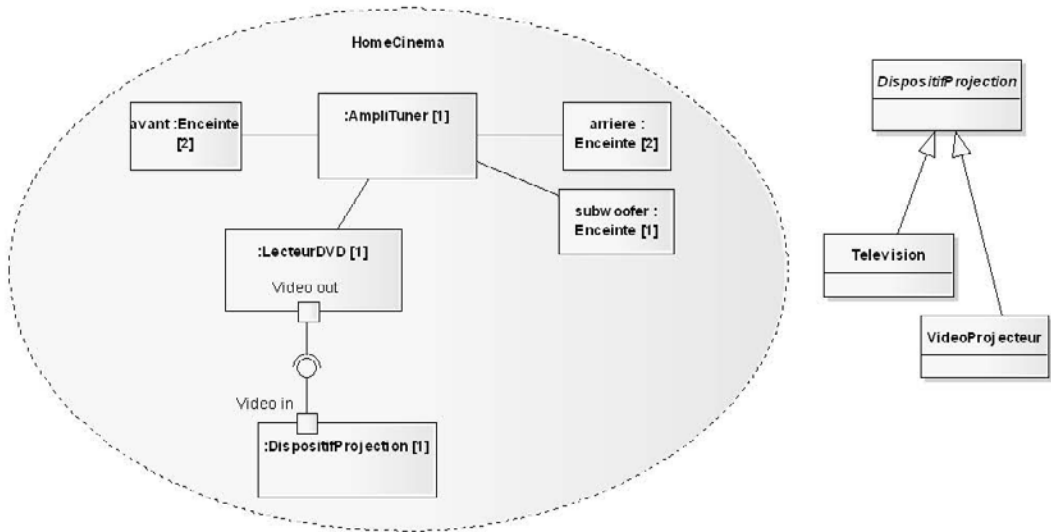 HomeCinema
avant :Enceinte
[2]
:AmpliTuner [1]
arriere :
Enceinte [2]
subwoofer :
Enceinte [1]
:LecteurDVD [1]
Video out
Video in
:DispositifProjection [1]
DispositifProjection
Television
VideoProjecteur